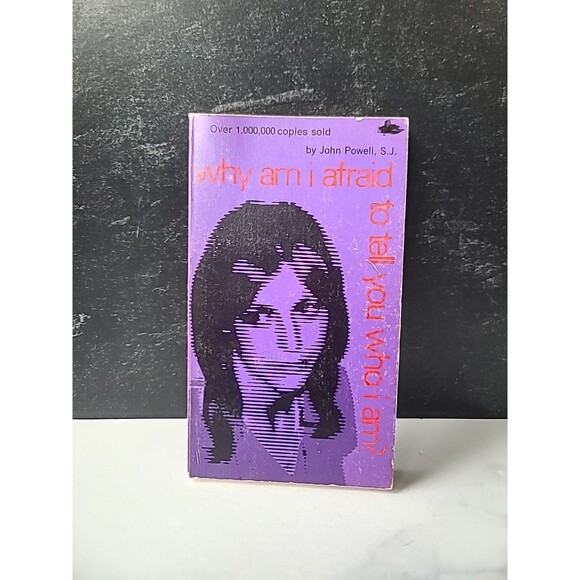 Over 1,000,000 copies sold
by John Powell, S.J.
why am i afraid
to tell you who i am?